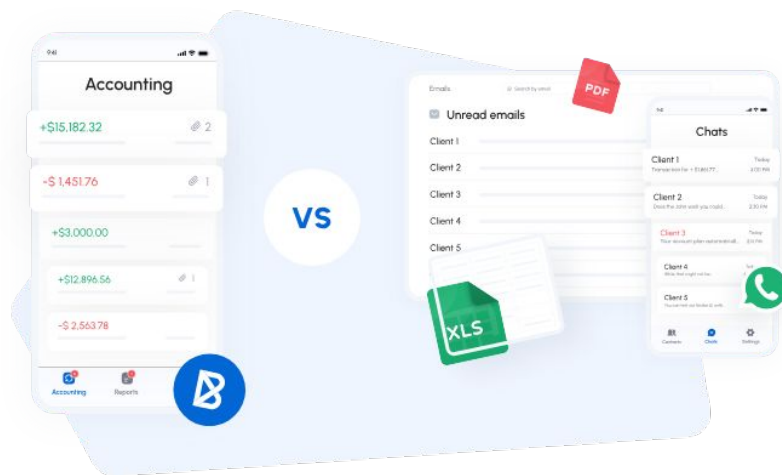 9:41
Accounting
+$15,182.32
2
-$ 1,451.76
1
+$3,000.00
+$12,896.56
1
-$ 2,563.78
Accounting
Reports
VS
Emails
Search by email
PDF
Unread emails
Client 1
Client 2
Client 3
Client 4
Client 5
XLS
Chats
Client 1
Today
Client 2
Today
Client 3
Today
Client 4
Client 5
Contacts
Chats
Settings